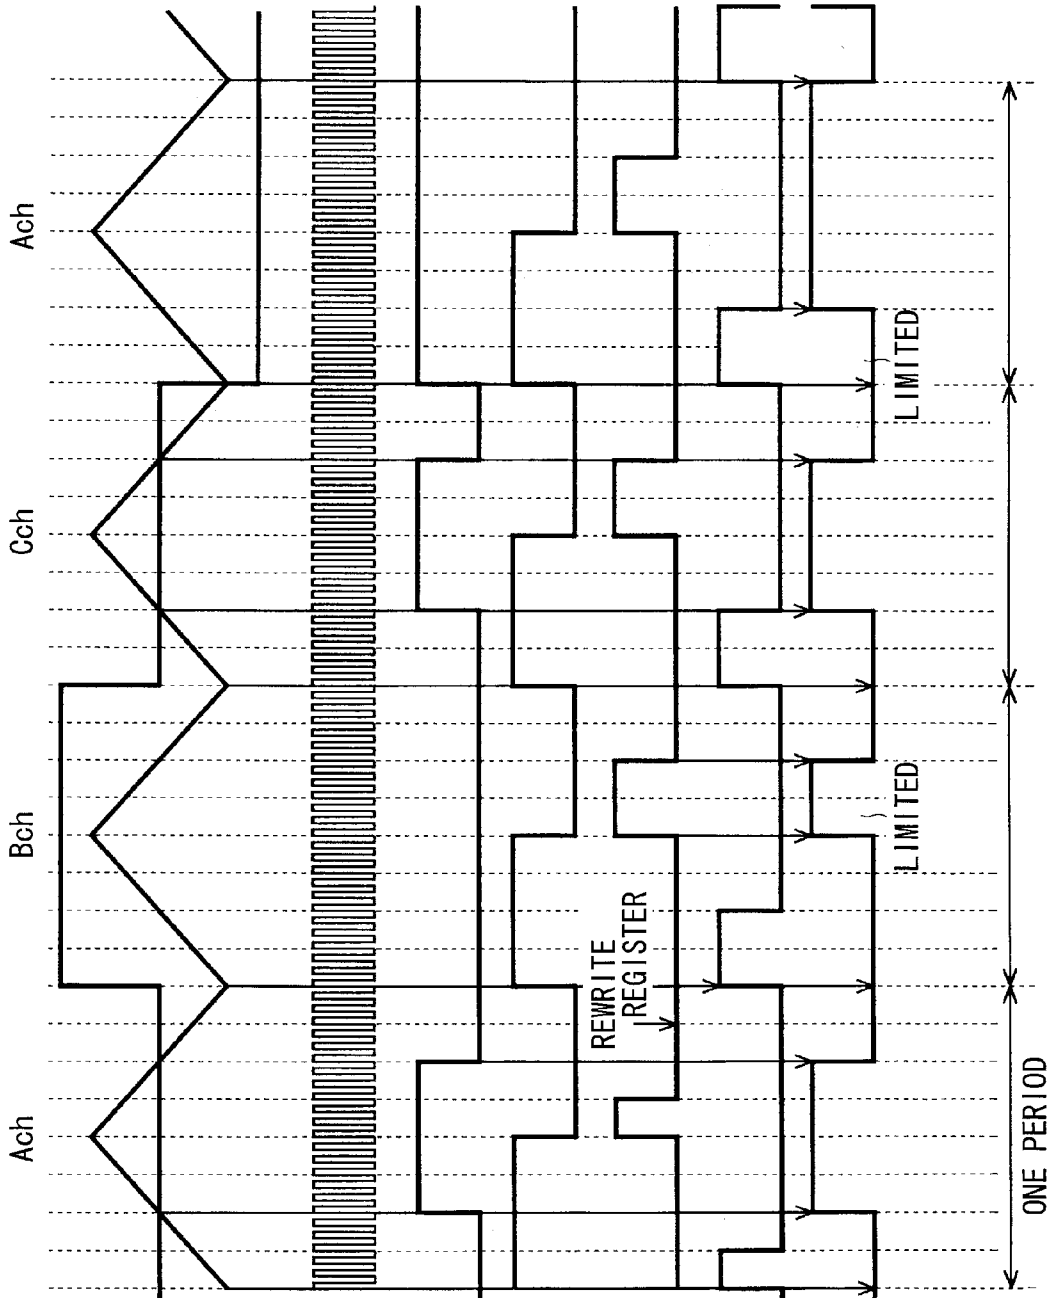 Ach
Bch
Cch
Ach
REWRITE
REGISTER
LIMITED
LIMITED
ONE PERIOD